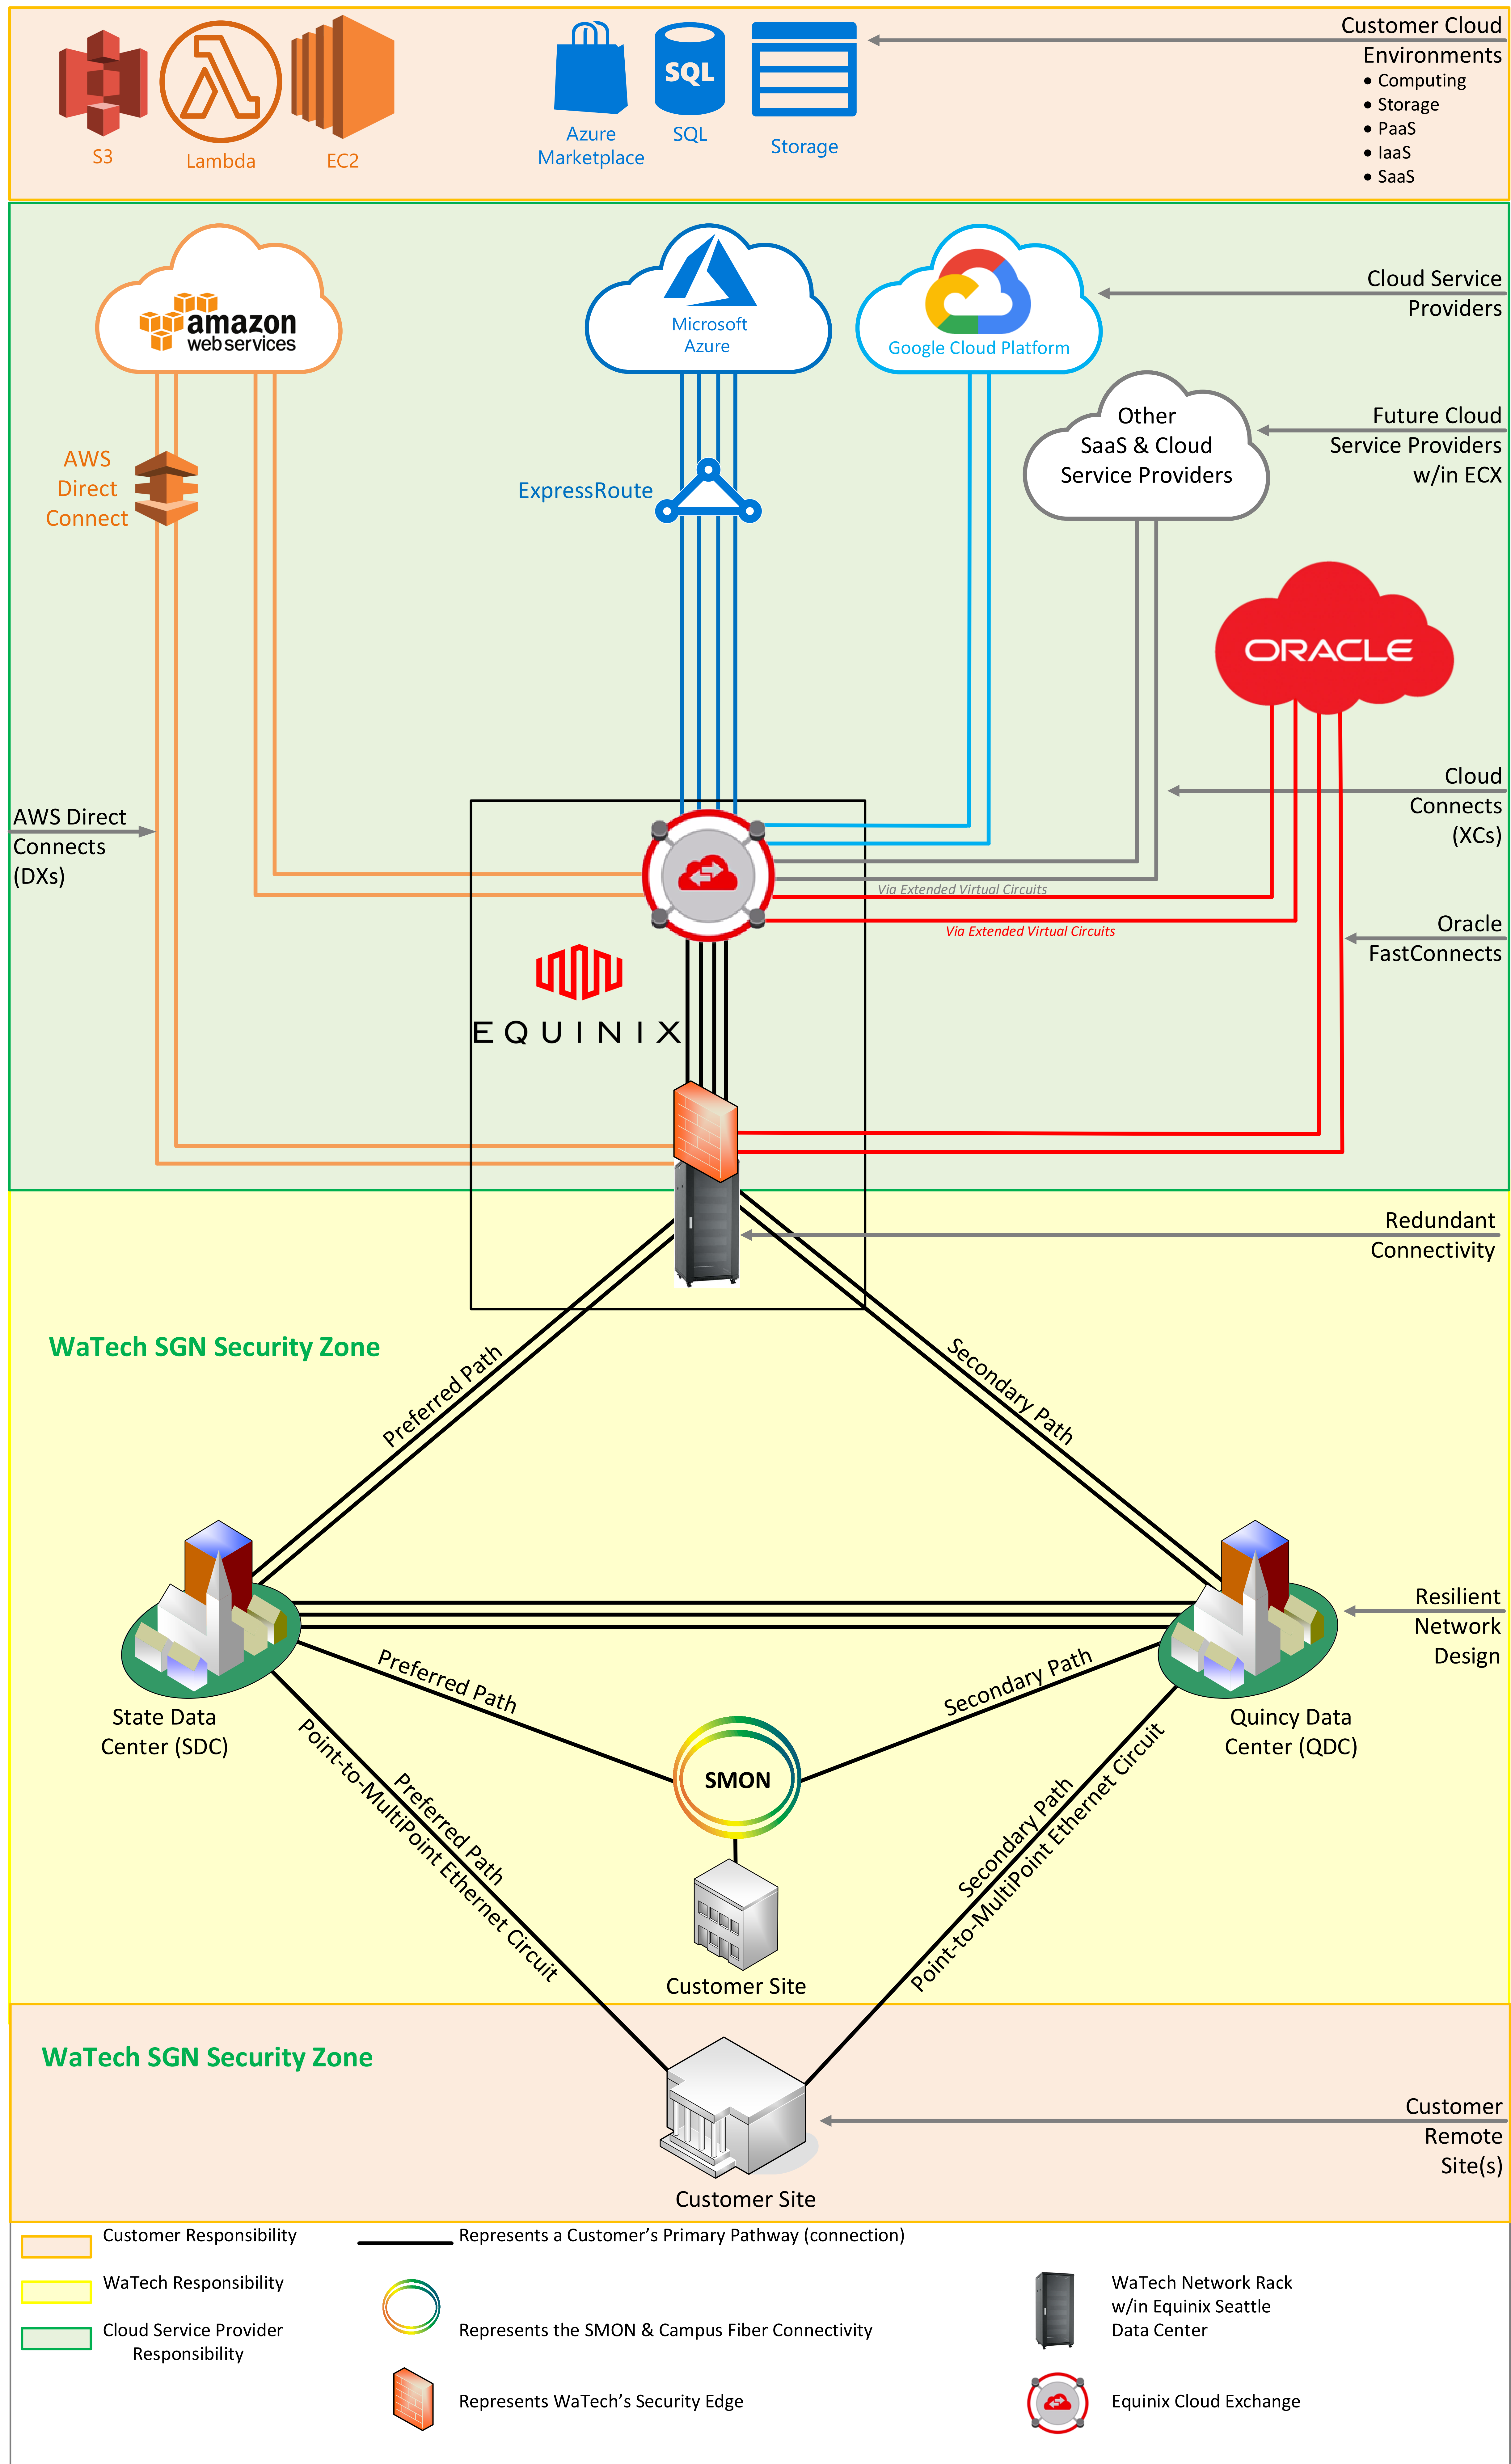 Customer Cloud
Environments
• Computing
• Storage
• PaaS
• IaaS
• SaaS
S3
Lambda
EC2
Azure
Marketplace
SQL
SQL
Storage
amazon
webservices
Microsoft
Azure
Google Cloud Platform
Cloud Service
Providers
Other
SaaS & Cloud
Service Providers
Future Cloud
Service Providers
w/in ECX
AWS
Direct
Connect
ExpressRoute
ORACLE
Cloud
Connects
(XCs)
AWS Direct
Connects
(DXs)
Via Extended Virtual Circuits
Via Extended Virtual Circuits
Oracle
FastConnects
EQUINIX
Redundant
Connectivity
WaTech SGN Security Zone
Preferred Path
Secondary Path
Resilient
Network
Design
State Data
Center (SDC)
Quincy Data
Center (QDC)
Preferred Path
Secondary Path
SMON
Preferred Path
Point-to-MultiPoint Ethernet Circuit
Secondary Path
Point-to-MultiPoint Ethernet Circuit
Customer Site
WaTech SGN Security Zone
Customer
Remote
Site(s)
Customer Site
Customer Responsibility
WaTech Responsibility
Cloud Service Provider
Responsibility
Represents a Customer’s Primary Pathway (connection)
Represents the SMON & Campus Fiber Connectivity
Represents WaTech’s Security Edge
WaTech Network Rack
w/in Equinix Seattle
Data Center
Equinix Cloud Exchange